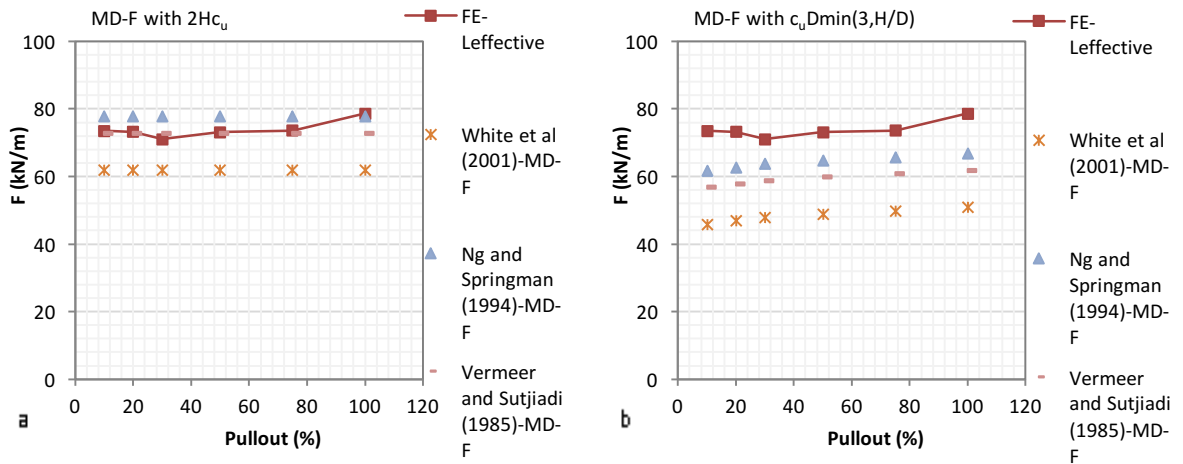 MD-F with 2Hcu
FE-
Leffective
100
80
60
40
20
0
F (kN/m)
0 20 40 60 80 100 120
Pullout (%)
a
White et al
(2001)-MD-
F
Ng and
Springman
(1994)-MD-
F
Vermeer
and Sutjiadi
(1985)-MD-
F
MD-F with cuDmin(3,H/D)
FE-
Leffective
100
80
60
40
20
0
F (kN/m)
0 20 40 60 80 100 120
Pullout (%)
b
White et al
(2001)-MD-
F
Ng and
Springman
(1994)-MD-
F
Vermeer
and Sutjiadi
(1985)-MD-
F